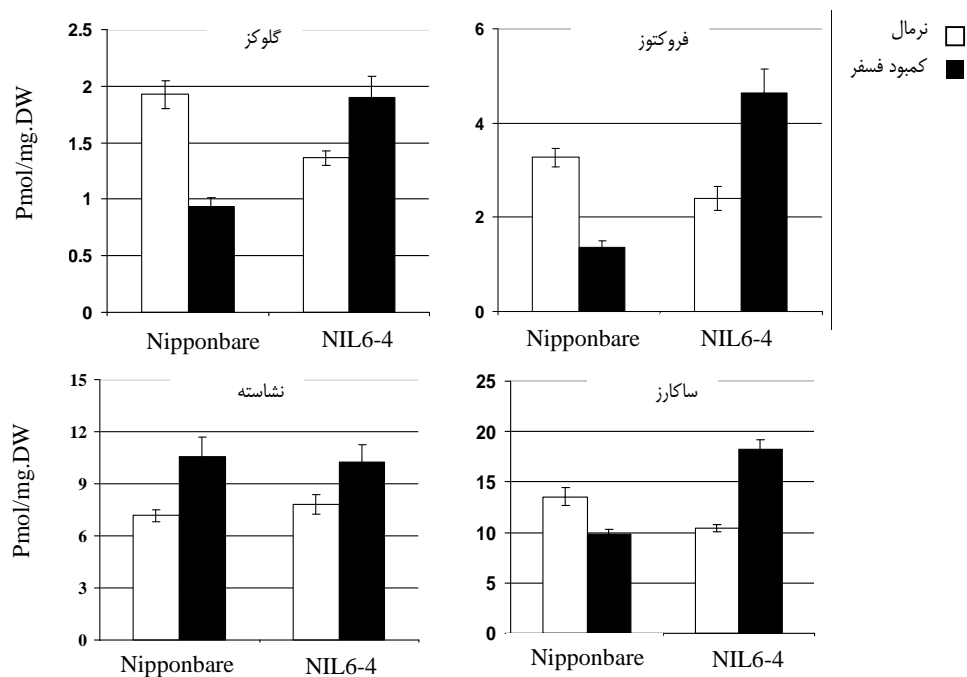 گلوکز
2.5
2
1.5
1
0.5
0
Pmol/mg.DW
Nipponbare
NIL6-4
فروکتوز
6
4
2
0
Nipponbare
NIL6-4
نرمال
کمبود فسفر
نشاسته
15
12
9
6
3
0
Pmol/mg.DW
Nipponbare
NIL6-4
ساکارز
25
20
15
10
5
0
Nipponbare
NIL6-4